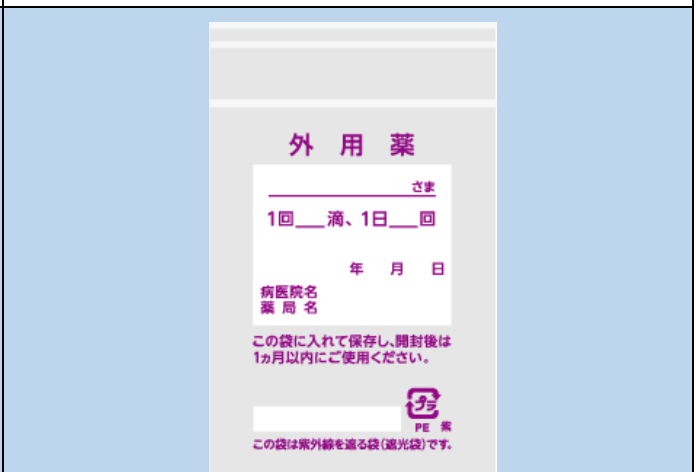 外用薬
さま
1回___滴、1日___回
年 月 日
病医院名
薬局名
この袋に入れて保存し、開封後は
1ヵ月以内にご使用ください。
プラ
PE 紫
この袋は紫外線を遮る袋(遮光袋)です。